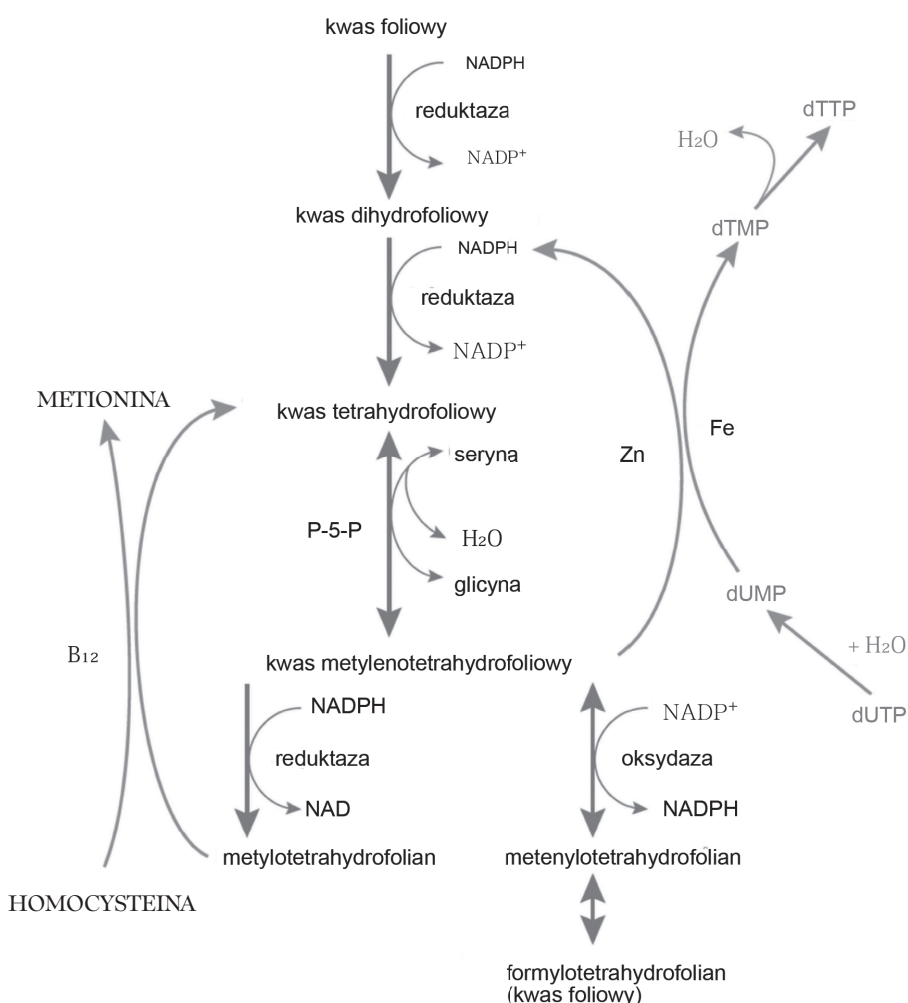 kwas foliowy
NADPH
reduktaza
NADP⁺
kwas dihydrofoliowy
NADPH
reduktaza
NADP⁺
kwas tetrahydrofoliowy
seryna
P-5-P
H₂O
glicyna
kwas metylenotetrahydrofoliowy
NADPH
reduktaza
NAD
metylotetrahydrofolian
NADP⁺
oksydaza
NADPH
metenylotetrahydrofolian
formylotetrahydrofolian
(kwas foliowy)
METIONINA
B₁₂
HOMOCYSTEINA
Zn
Fe
dTTP
H₂O
dTMP
dUMP
+ H₂O
dUTP